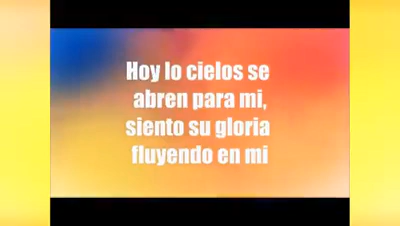 Hoy lo cielos se
abren para mi,
siento su gloria
fluyendo en mi